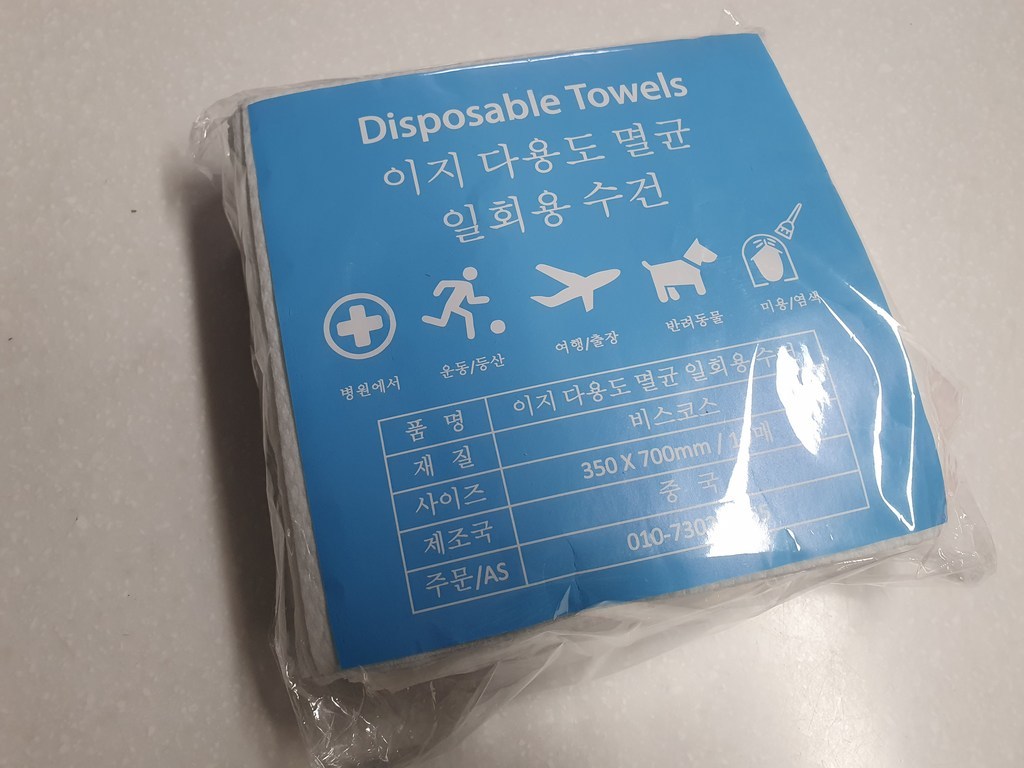 Disposable Towels
이지 다용도 멸균
일회용 수건
병원에서
운동/등산
여행/출장
반려동물
미용/염색
품 명 이지 다용도 멸균 일회용 수건
재 질 비스코스
사이즈 350 X 700mm /
제조국 중 국
주문/AS